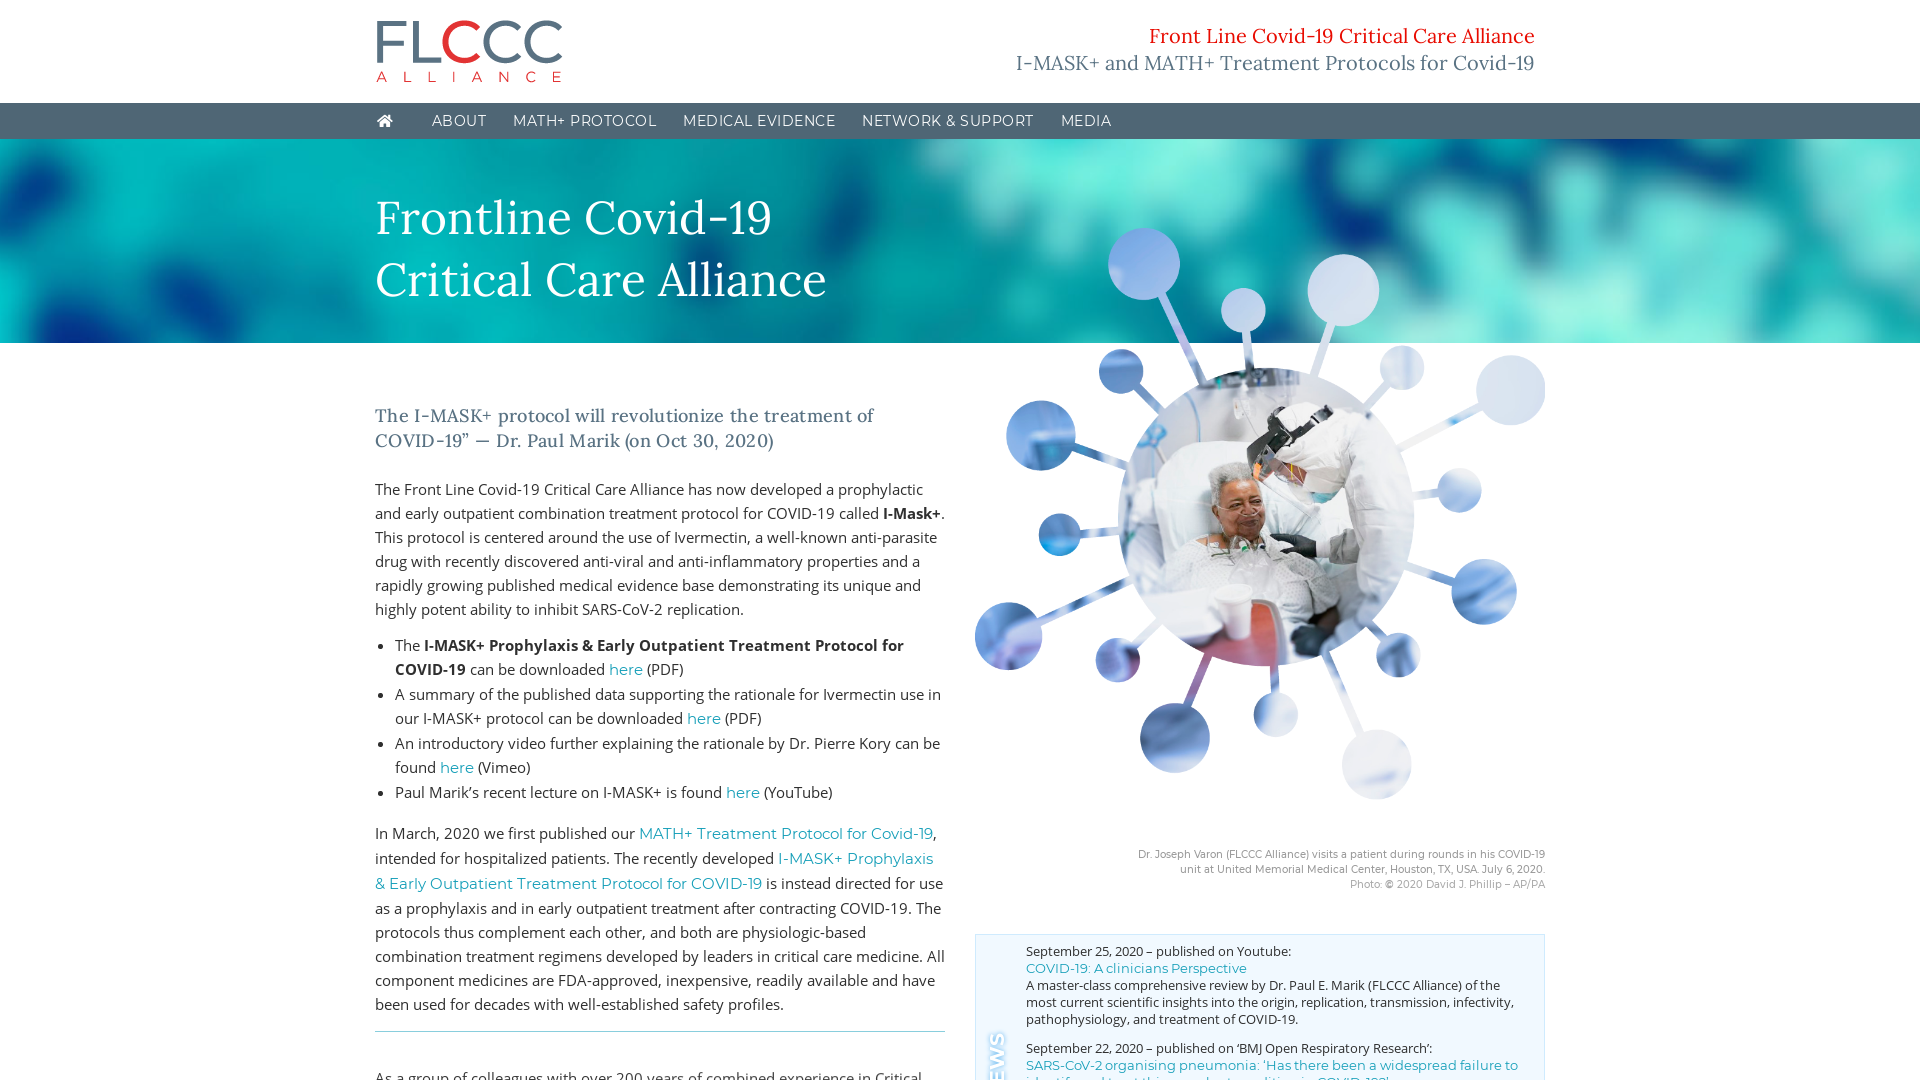 FLCCC
ALLIANCE
Front Line Covid-19 Critical Care Alliance
I-MASK+ and MATH+ Treatment Protocols for Covid-19
ABOUT MATH+ PROTOCOL MEDICAL EVIDENCE NETWORK & SUPPORT MEDIA
Frontline Covid-19
Critical Care Alliance
The I-MASK+ protocol will revolutionize the treatment of
COVID-19” — Dr. Paul Marik (on Oct 30, 2020)
The Front Line Covid-19 Critical Care Alliance has now developed a prophylactic
and early outpatient combination treatment protocol for COVID-19 called I-Mask+.
This protocol is centered around the use of Ivermectin, a well-known anti-parasite
drug with recently discovered anti-viral and anti-inflammatory properties and a
rapidly growing published medical evidence base demonstrating its unique and
highly potent ability to inhibit SARS-CoV-2 replication.
The I-MASK+ Prophylaxis & Early Outpatient Treatment Protocol for
COVID-19 can be downloaded here (PDF)
A summary of the published data supporting the rationale for Ivermectin use in
our I-MASK+ protocol can be downloaded here (PDF)
An introductory video further explaining the rationale by Dr. Pierre Kory can be
found here (Vimeo)
Paul Marik’s recent lecture on I-MASK+ is found here (YouTube)
In March, 2020 we first published our MATH+ Treatment Protocol for Covid-19,
intended for hospitalized patients. The recently developed I-MASK+ Prophylaxis
& Early Outpatient Treatment Protocol for COVID-19 is instead directed for use
as a prophylaxis and in early outpatient treatment after contracting COVID-19. The
protocols thus complement each other, and both are physiologic-based
combination treatment regimens developed by leaders in critical care medicine. All
component medicines are FDA-approved, inexpensive, readily available and have
been used for decades with well-established safety profiles.
As a group of colleagues with over 200 years of combined experience in Critical
Dr. Joseph Varon (FLCCC Alliance) visits a patient during rounds in his COVID-19
unit at United Memorial Medical Center, Houston, TX, USA. July 6, 2020.
Photo: © 2020 David J. Phillip – AP/PA
September 25, 2020 – published on Youtube:
COVID-19: A clinicians Perspective
A master-class comprehensive review by Dr. Paul E. Marik (FLCCC Alliance) of the
most current scientific insights into the origin, replication, transmission, infectivity,
pathophysiology, and treatment of COVID-19.
September 22, 2020 – published on ‘BMJ Open Respiratory Research’:
SARS-CoV-2 organising pneumonia: ‘Has there been a widespread failure to